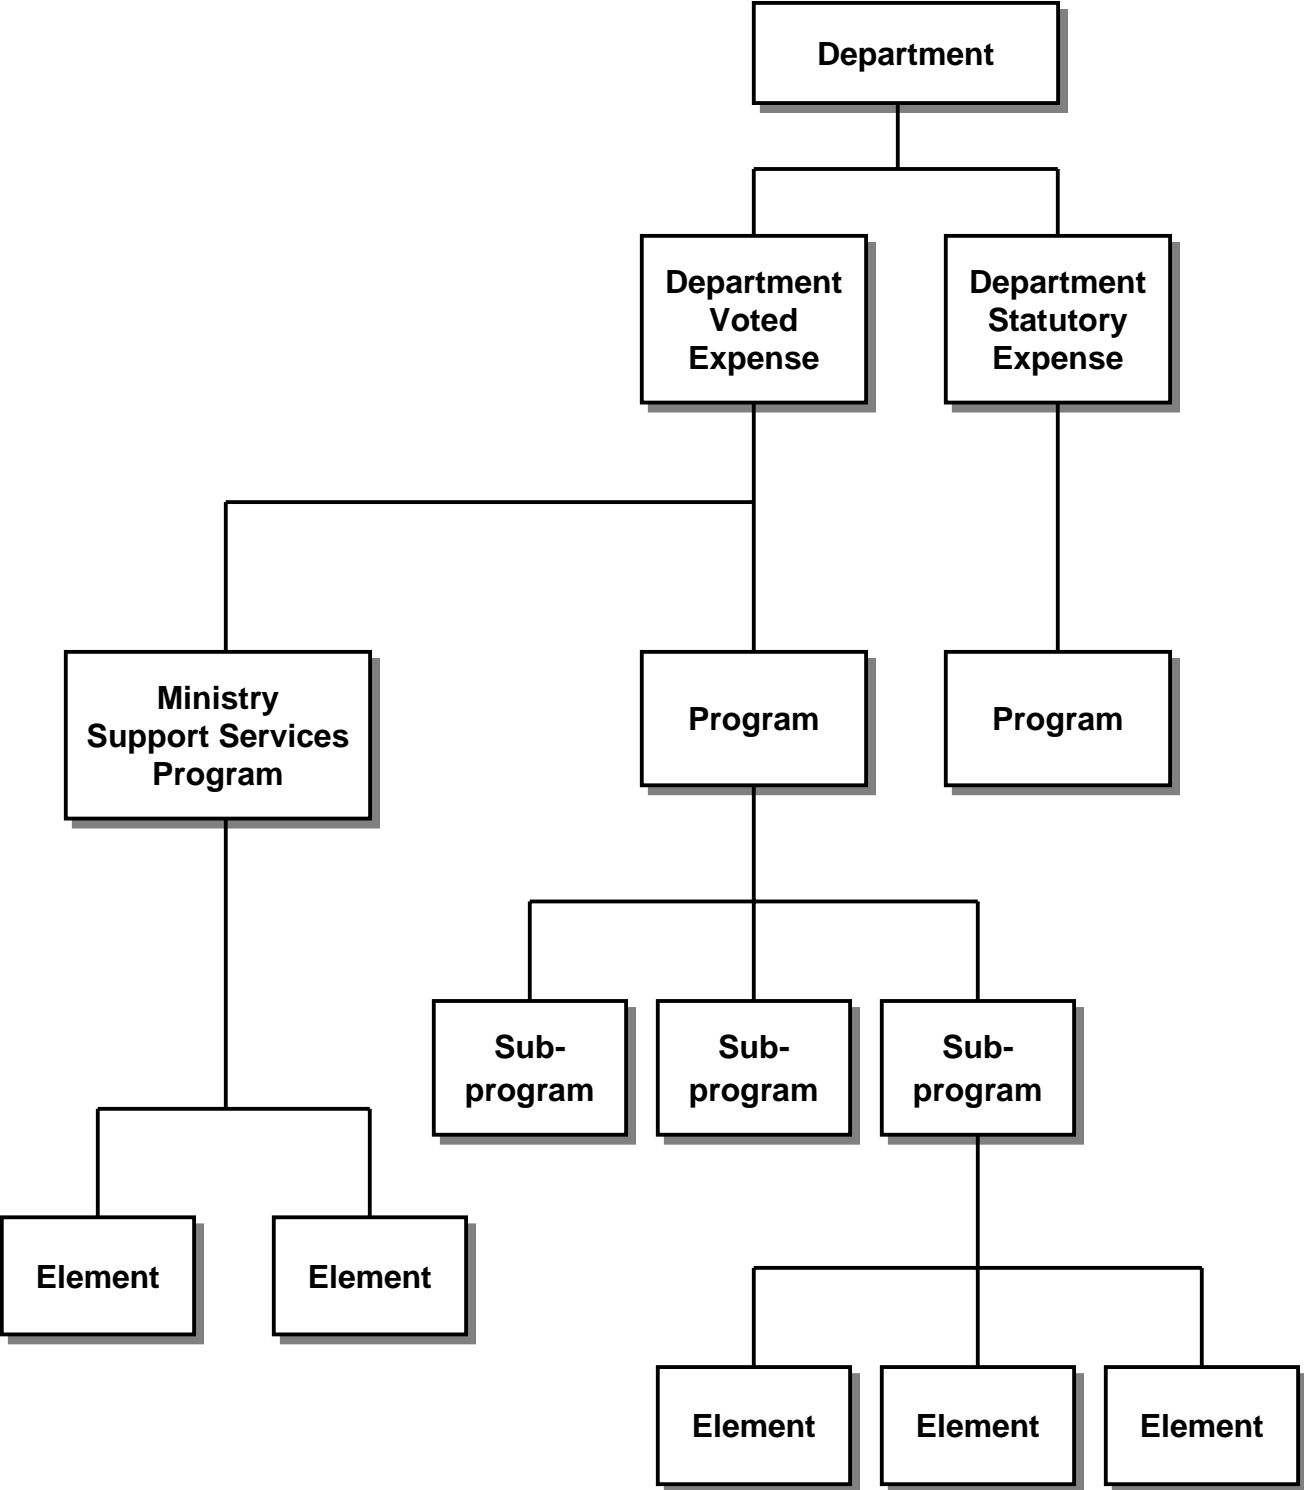 Department
Department
Voted
Expense
Department
Statutory
Expense
Ministry
Support Services
Program
Program
Program
Sub-
program
Sub-
program
Sub-
program
Element
Element
Element
Element
Element